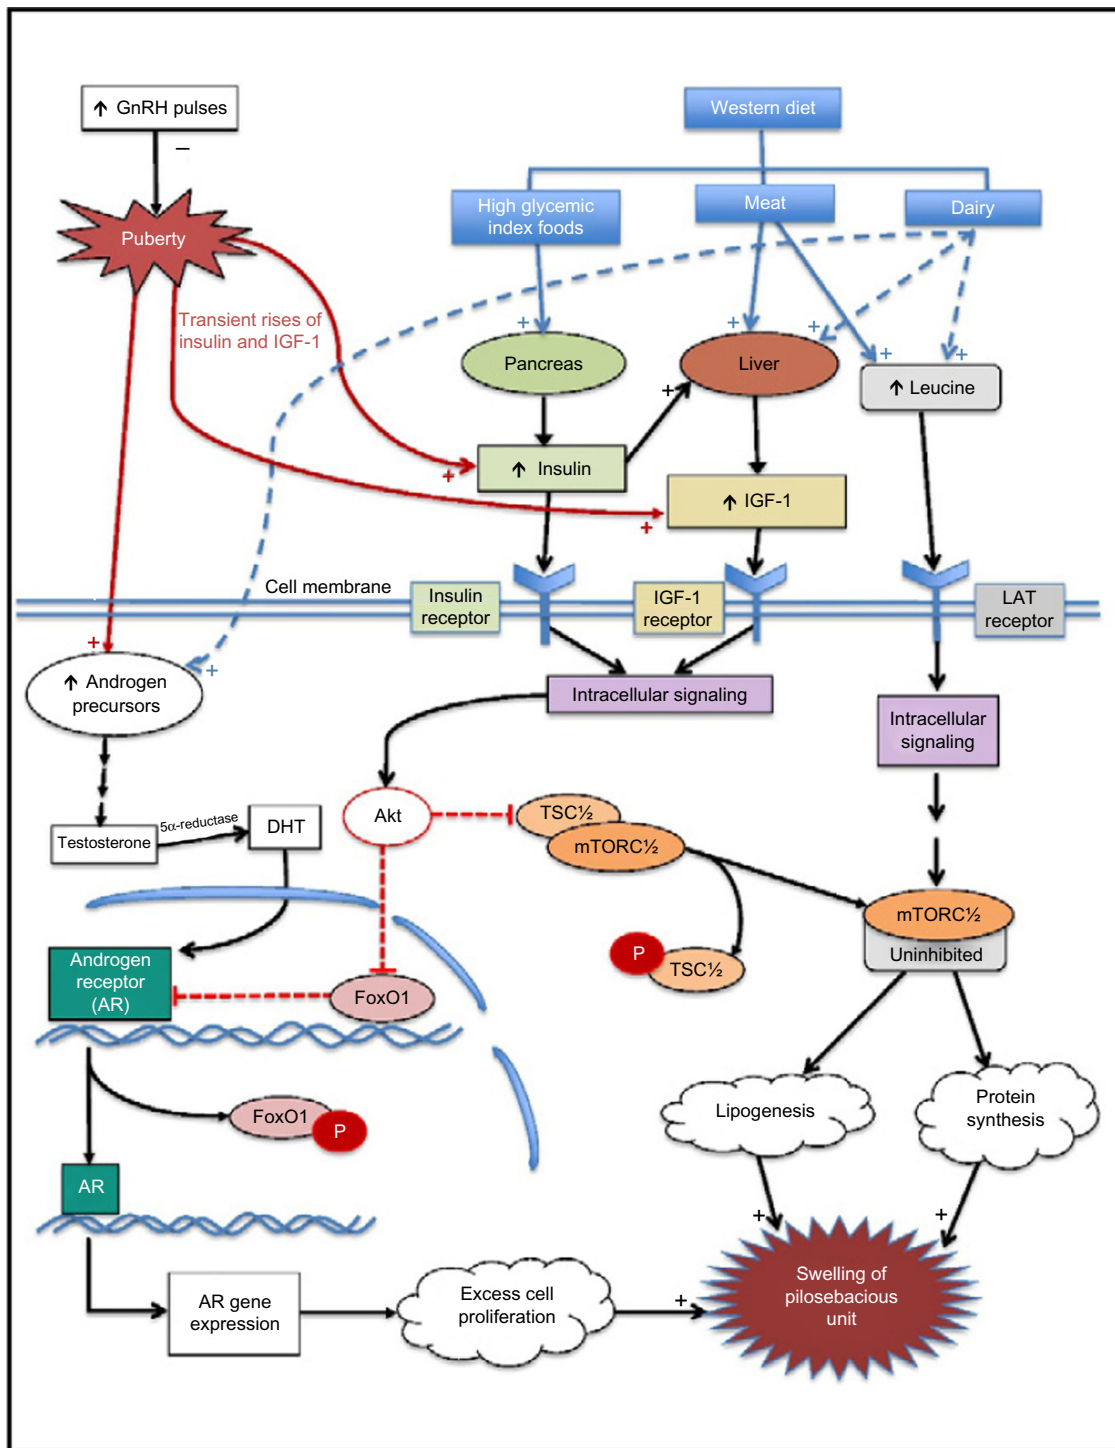 ↑ GnRH pulses
–
Western diet
Puberty
High glycemic
index foods
Meat
Dairy
Transient rises of
insulin and IGF-1
+
+
+
+
+
Pancreas
Liver
↑ Leucine
+
↑ Insulin
+
↑ IGF-1
+
Cell membrane
Insulin
receptor
IGF-1
receptor
LAT
receptor
+
+
↑ Androgen
precursors
Intracellular signaling
Intracellular
signaling
Akt
TSC½
mTORC½
Testosterone
5α-reductase
DHT
mTORC½
Uninhibited
P
TSC½
Androgen
receptor
(AR)
FoxO1
FoxO1
P
Lipogenesis
Protein
synthesis
AR
+
+
AR gene
expression
Excess cell
proliferation
+
Swelling of
pilosebacious
unit